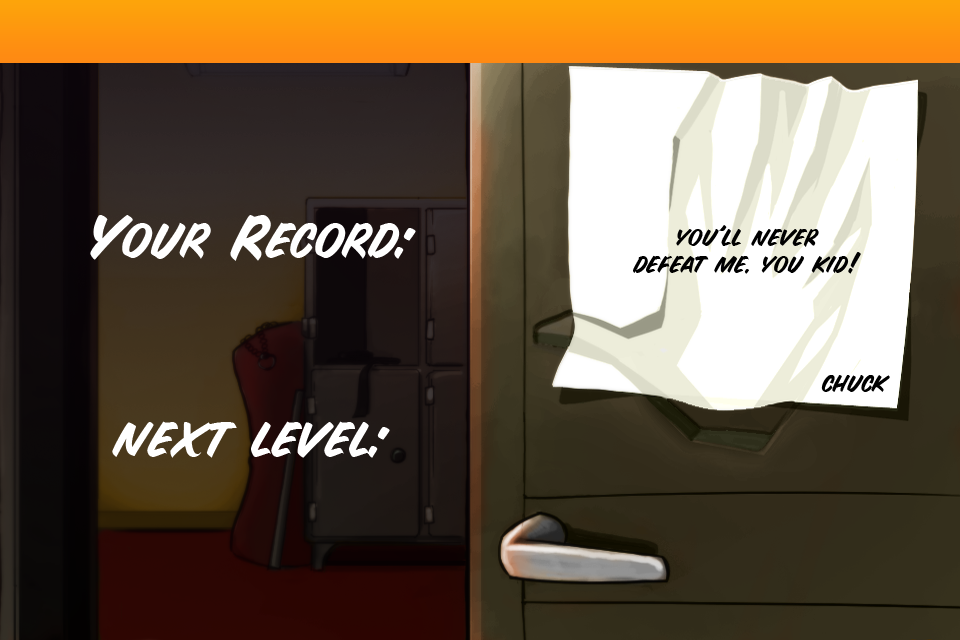 Your Record:
NEXT LEVEL:
YOU'LL NEVER
DEFEAT ME, YOU KID!
CHUCK